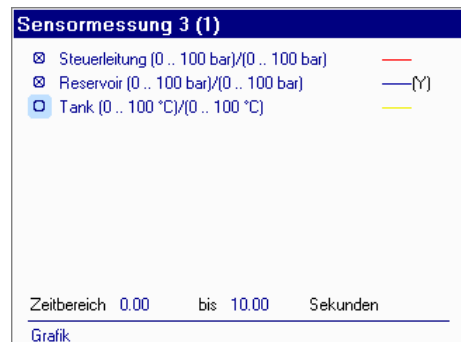 Sensormessung 3 (1)
Steuerleitung (0 .. 100 bar)/(0 .. 100 bar)
Reservoir (0 .. 100 bar)/(0 .. 100 bar) (Y)
Tank (0 .. 100 °C)/(0 .. 100 °C)
Zeitbereich 0.00 bis 10.00 Sekunden
Grafik